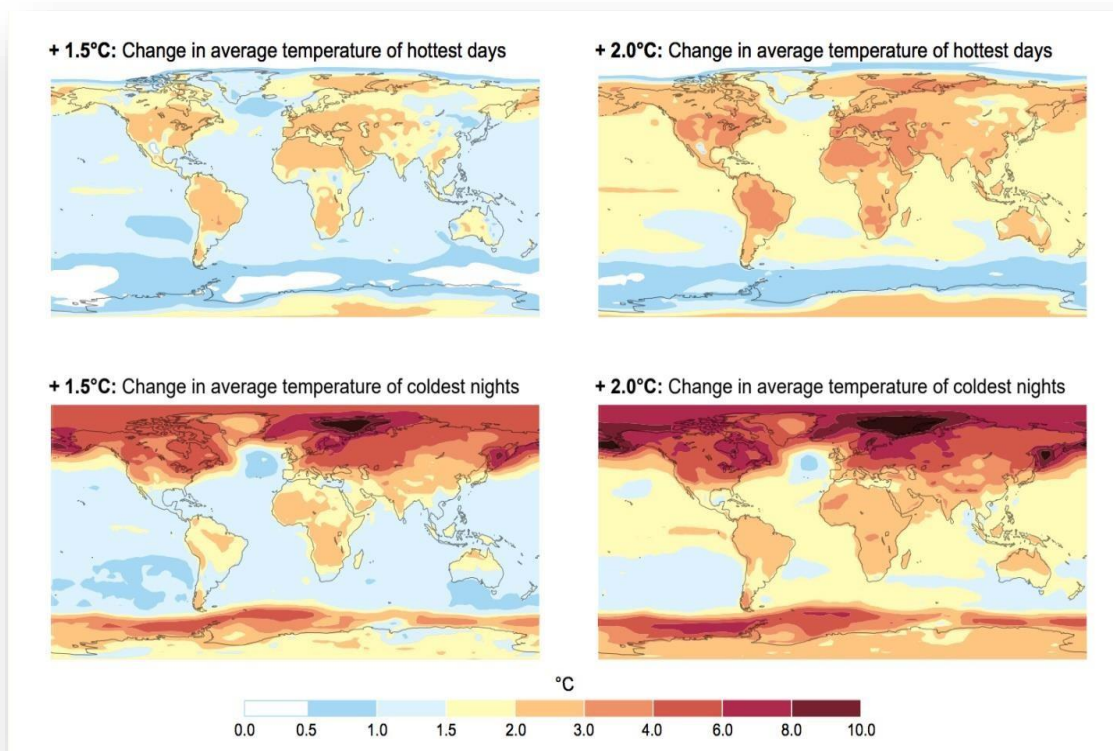 + 1.5°C: Change in average temperature of hottest days
+ 2.0°C: Change in average temperature of hottest days
+ 1.5°C: Change in average temperature of coldest nights
+ 2.0°C: Change in average temperature of coldest nights
°C
0.0 0.5 1.0 1.5 2.0 3.0 4.0 6.0 8.0 10.0